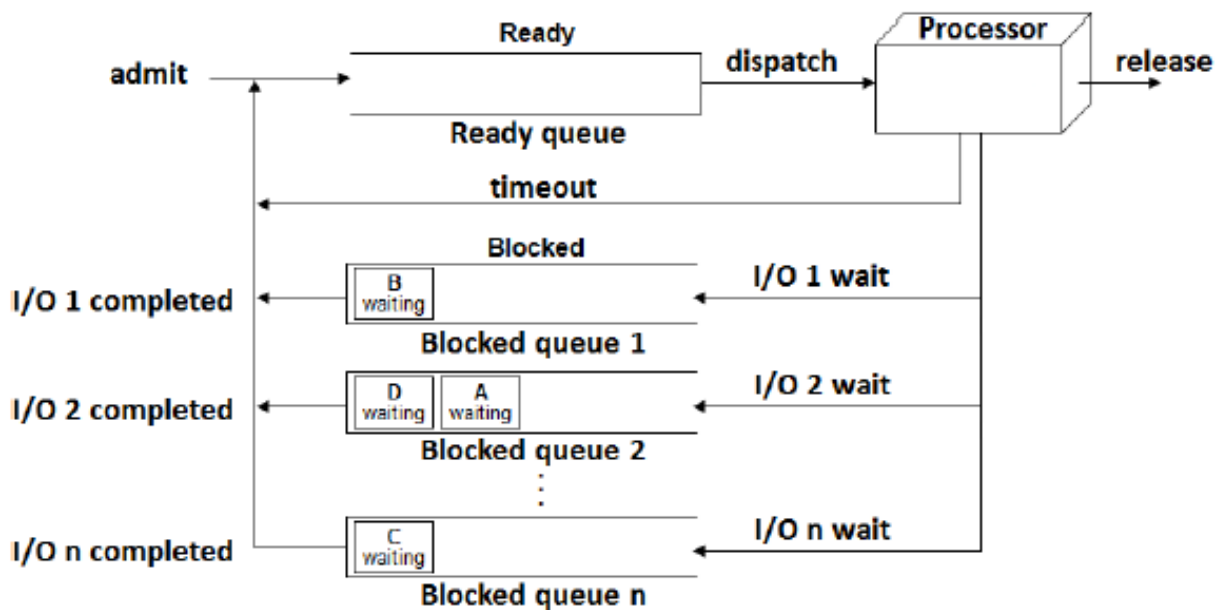 Ready
Processor
admit
dispatch
release
Ready queue
timeout
Blocked
B
waiting
I/O 1 wait
I/O 1 completed
Blocked queue 1
D
waiting
A
waiting
I/O 2 wait
I/O 2 completed
Blocked queue 2
C
waiting
I/O n wait
I/O n completed
Blocked queue n